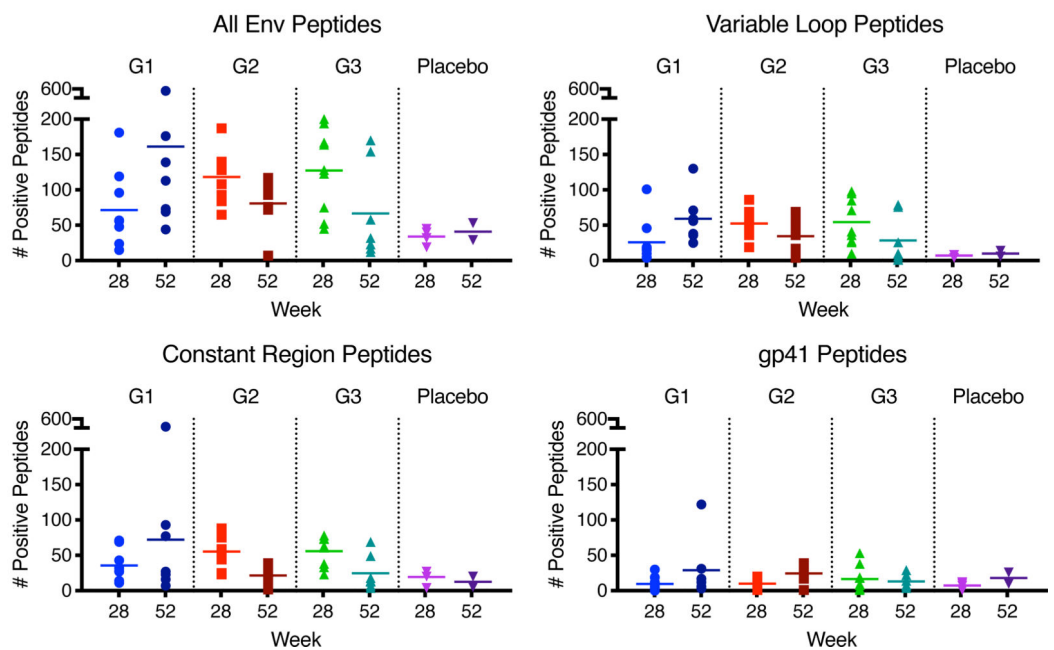 All Env Peptides
G1 G2 G3 Placebo
# Positive Peptides
600
200
150
100
50
0
28 52 28 52 28 52 28 52
Week
Variable Loop Peptides
G1 G2 G3 Placebo
# Positive Peptides
600
200
150
100
50
0
28 52 28 52 28 52 28 52
Week
Constant Region Peptides
G1 G2 G3 Placebo
# Positive Peptides
600
200
150
100
50
0
28 52 28 52 28 52 28 52
Week
gp41 Peptides
G1 G2 G3 Placebo
# Positive Peptides
600
200
150
100
50
0
28 52 28 52 28 52 28 52
Week